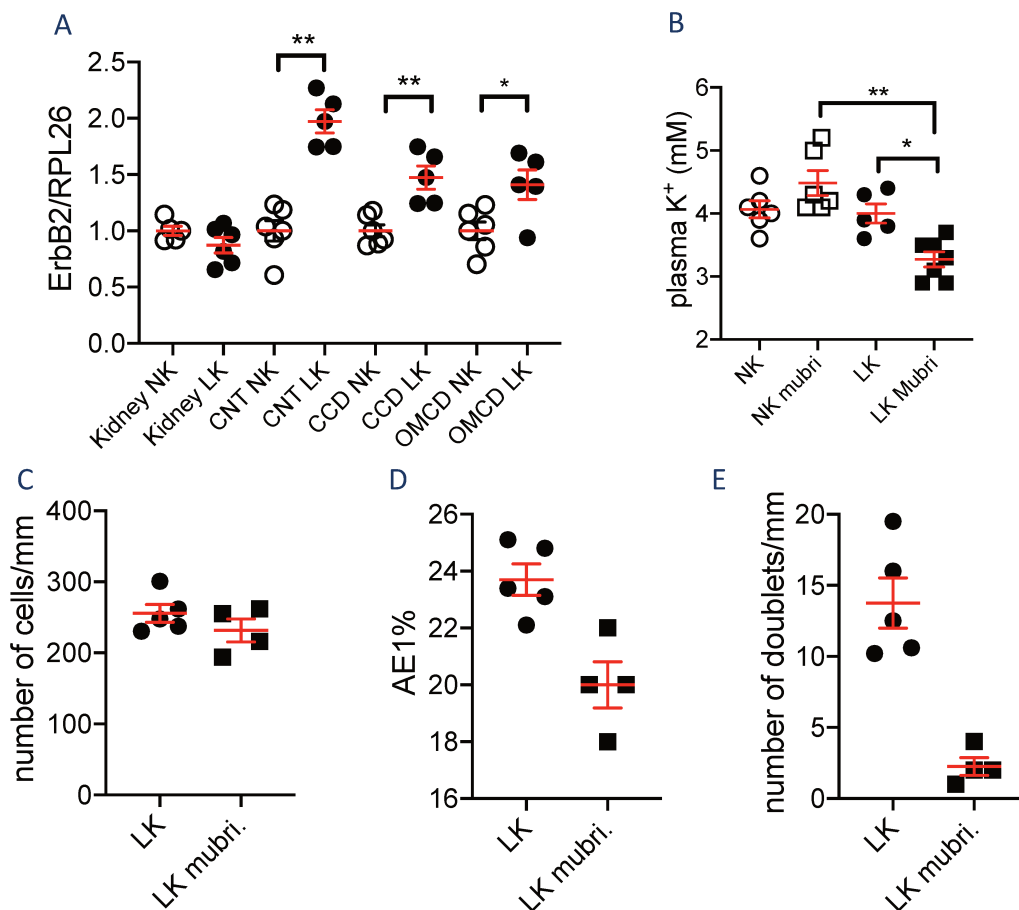 A
ErbB2/RPL26
2.5
2.0
1.5
1.0
0.5
0.0
**
**
*
Kidney NK
Kidney LK
CNT NK
CNT LK
CCD NK
CCD LK
OMCD NK
OMCD LK
B
plasma K⁺ (mM)
6
5
4
3
2
**
*
NK
NK mubri
LK
LK Mubri
C
number of cells/mm
400
300
200
100
0
LK
LK mubri.
D
AE1%
26
24
22
20
18
16
LK
LK mubri.
E
number of doublets/mm
20
15
10
5
0
LK
LK mubri.